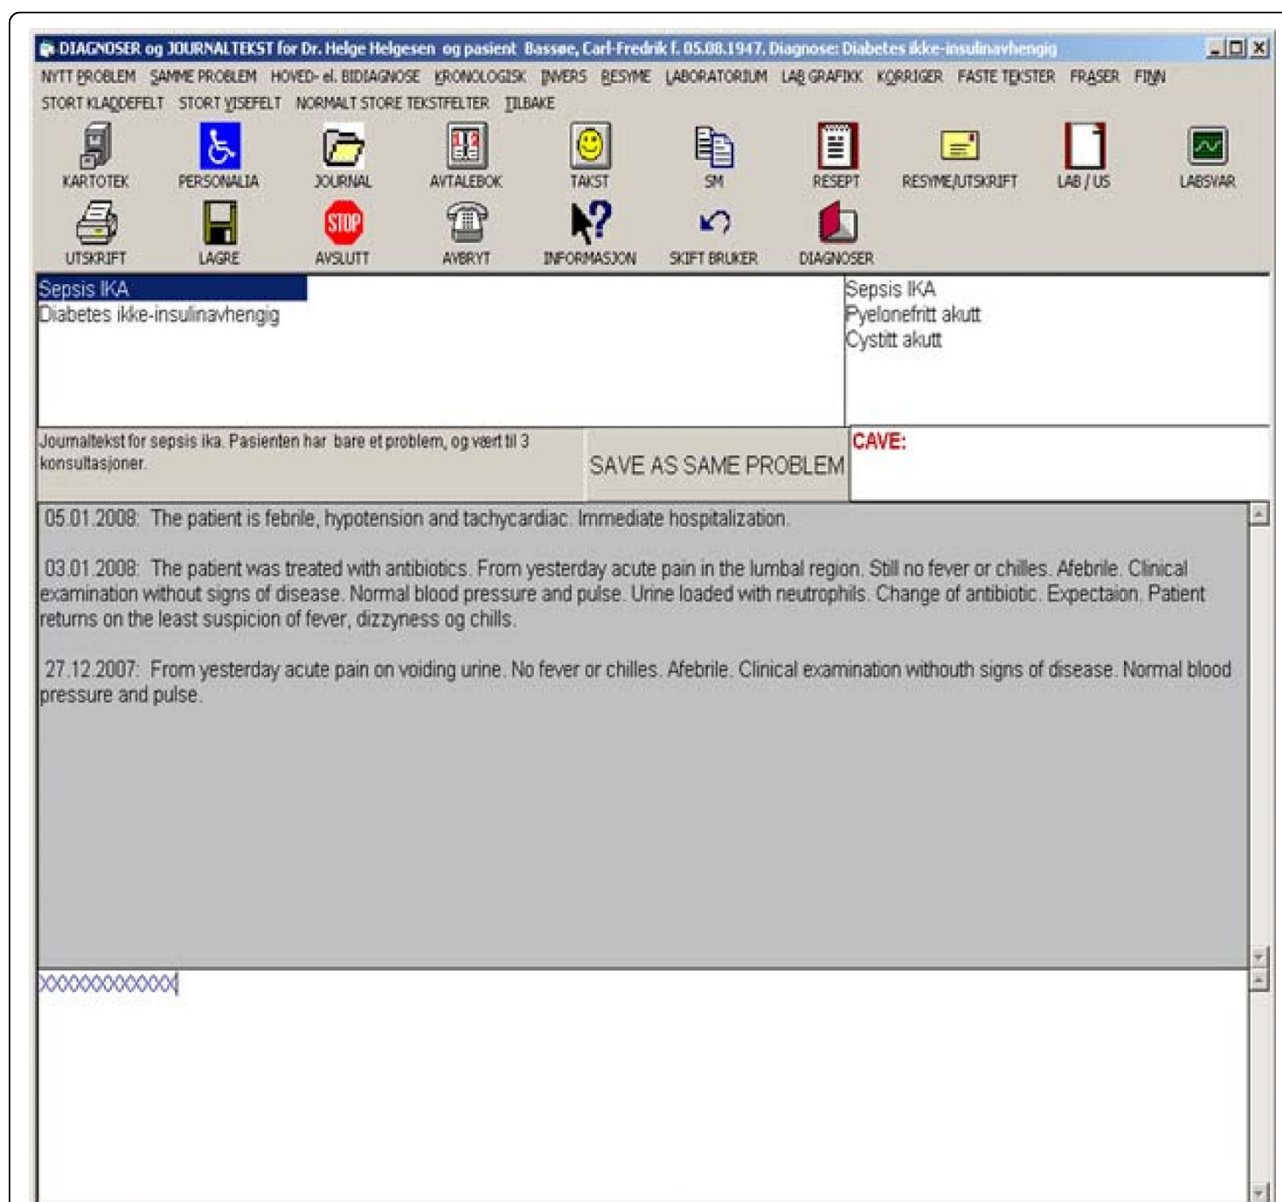 DIAGNOSER og JOURNALTEKST for Dr. Helge Helgesen og pasient Bassøe, Carl-Fredrik f. 05.08.1947. Diagnose: Diabetes ikke-insulinavhengig
NYTT PROBLEM SAMME PROBLEM HOVED- el. BIDIAGNOSE KRONOLOGISK INVERS RESYME LABORATORIUM LAB GRAFIKK KORRIGER FASTE TEKSTER FRASER FINN
STORT KLADDEFELT STORT VISEFELT NORMALT STORE TEKSTFELTER TILBAKE
KARTOTEK PERSONALIA JOURNAL AVTALEBOK TAKST SM RESEPT RESYME/UTSKRIFT LAB / US LABSVAR
STOP
UTSKRIFT LAGRE AVSLUTT AVBRYT INFORMASJON SKIFT BRUKER DIAGNOSER
Sepsis IKA
Diabetes ikke-insulinavhengig
Sepsis IKA
Pyelonefritt akutt
Cystitt akutt
Journaltekst for sepsis ika. Pasienten har bare et problem, og vært til 3
konsultasjoner.
SAVE AS SAME PROBLEM
CAVE:
05.01.2008: The patient is febrile, hypotension and tachycardiac. Immediate hospitalization.
03.01.2008: The patient was treated with antibiotics. From yesterday acute pain in the lumbal region. Still no fever or chilles. Afebrile. Clinical
examination without signs of disease. Normal blood pressure and pulse. Urine loaded with neutrophils. Change of antibiotic. Expectaion. Patient
returns on the least suspicion of fever, dizzyness og chills.
27.12.2007: From yesterday acute pain on voiding urine. No fever or chilles. Afebrile. Clinical examination withouth signs of disease. Normal blood
pressure and pulse.
XXXXXXXXXXXXX